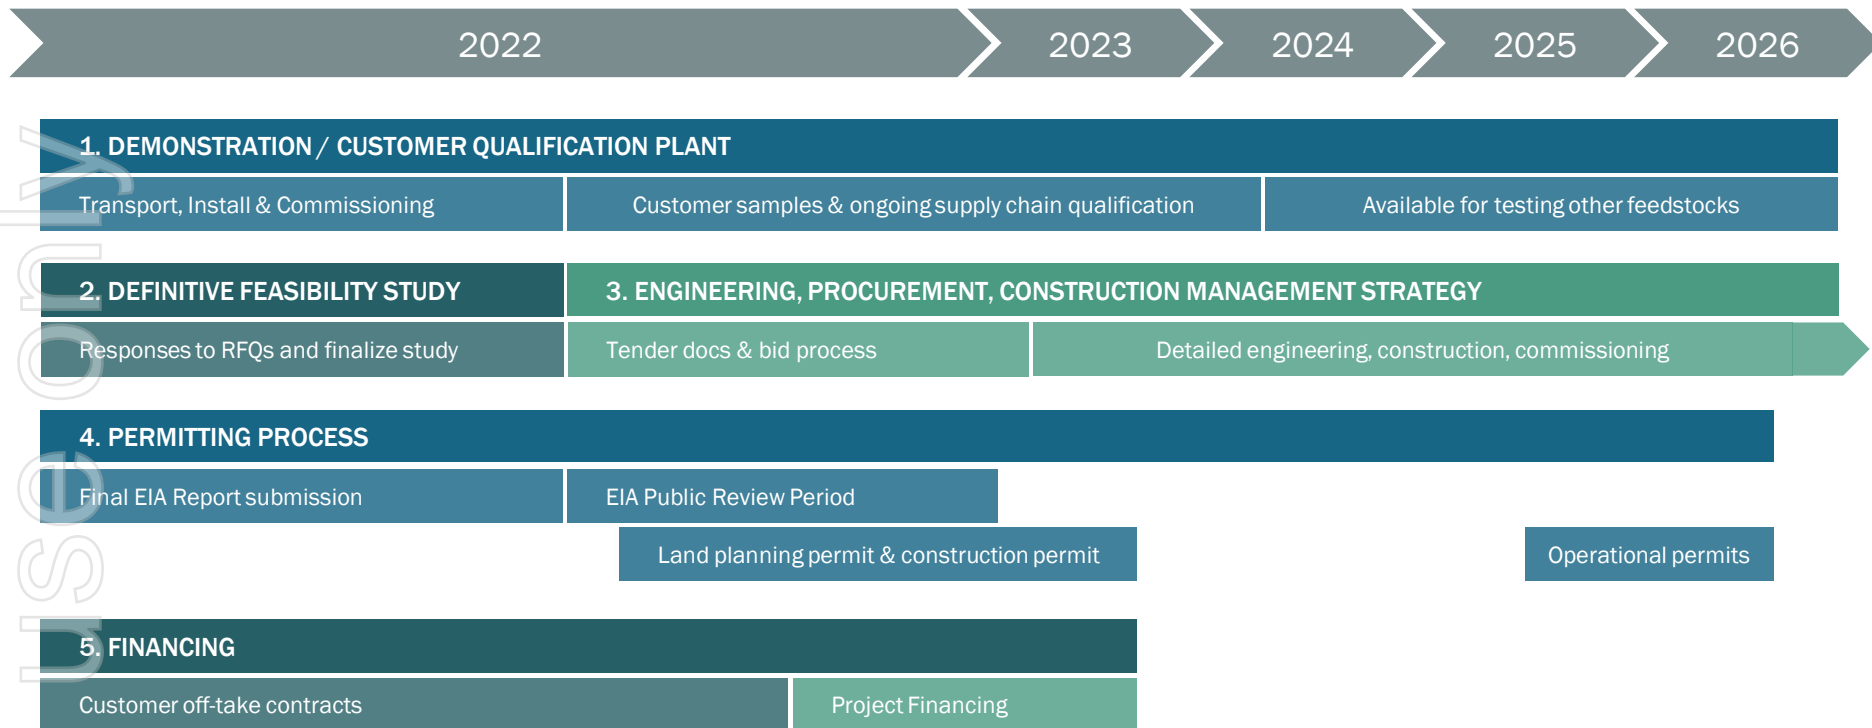 2022
2023
2024
2025
2026
1. DEMONSTRATION / CUSTOMER QUALIFICATION PLANT
Transport, Install & Commissioning
Customer samples & ongoing supply chain qualification
Available for testing other feedstocks
2. DEFINITIVE FEASIBILITY STUDY
3. ENGINEERING, PROCUREMENT, CONSTRUCTION MANAGEMENT STRATEGY
Responses to RFQs and finalize study
Tender docs & bid process
Detailed engineering, construction, commissioning
4. PERMITTING PROCESS
Final EIA Report submission
EIA Public Review Period
Land planning permit & construction permit
Operational permits
5. FINANCING
Customer off-take contracts
Project Financing
use only